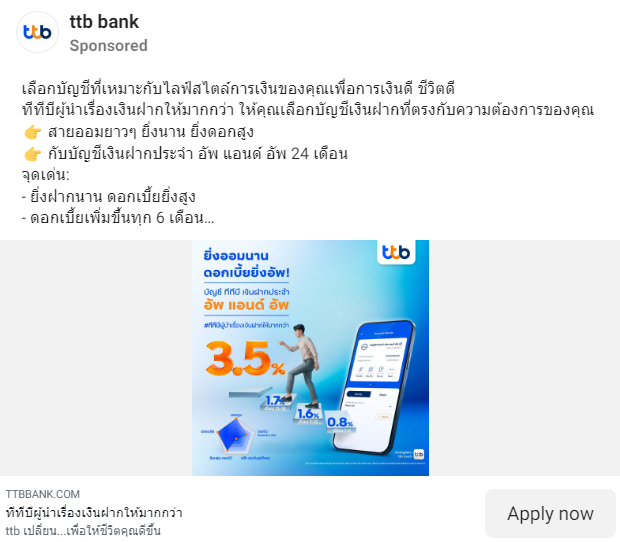 ttb bank
Sponsored
ttb
เลือกบัญชีที่เหมาะกับไลฟ์สไตล์การเงินของคุณเพื่อการเงินดี ชีวิตดี
ทีทีบีผู้นำเรื่องเงินฝากให้มากกว่า ให้คุณเลือกบัญชีเงินฝากที่ตรงกับความต้องการของคุณ
👉 สายออมยาวๆ ยิ่งนาน ยิ่งดอกสูง
👉 กับบัญชีเงินฝากประจำ อัพ แอนด์ อัพ 24 เดือน
จุดเด่น:
- ยิ่งฝากนาน ดอกเบี้ยยิ่งสูง
- ดอกเบี้ยเพิ่มขึ้นทุก 6 เดือน...
ttb
ยิ่งออมนาน
ดอกเบี้ยยิ่งอัพ!
บัญชี ทีทีบี เงินฝากประจำ
อัพ แอนด์ อัพ
#ทีทีบีผู้นำเรื่องเงินฝากให้มากกว่า
3.5%
1.7%
1.6%
0.8%
ttb
TTBBANK.COM
ทีทีบีผู้นำเรื่องเงินฝากให้มากกว่า
ttb เปลี่ยน...เพื่อให้ชีวิตคุณดีขึ้น
Apply now